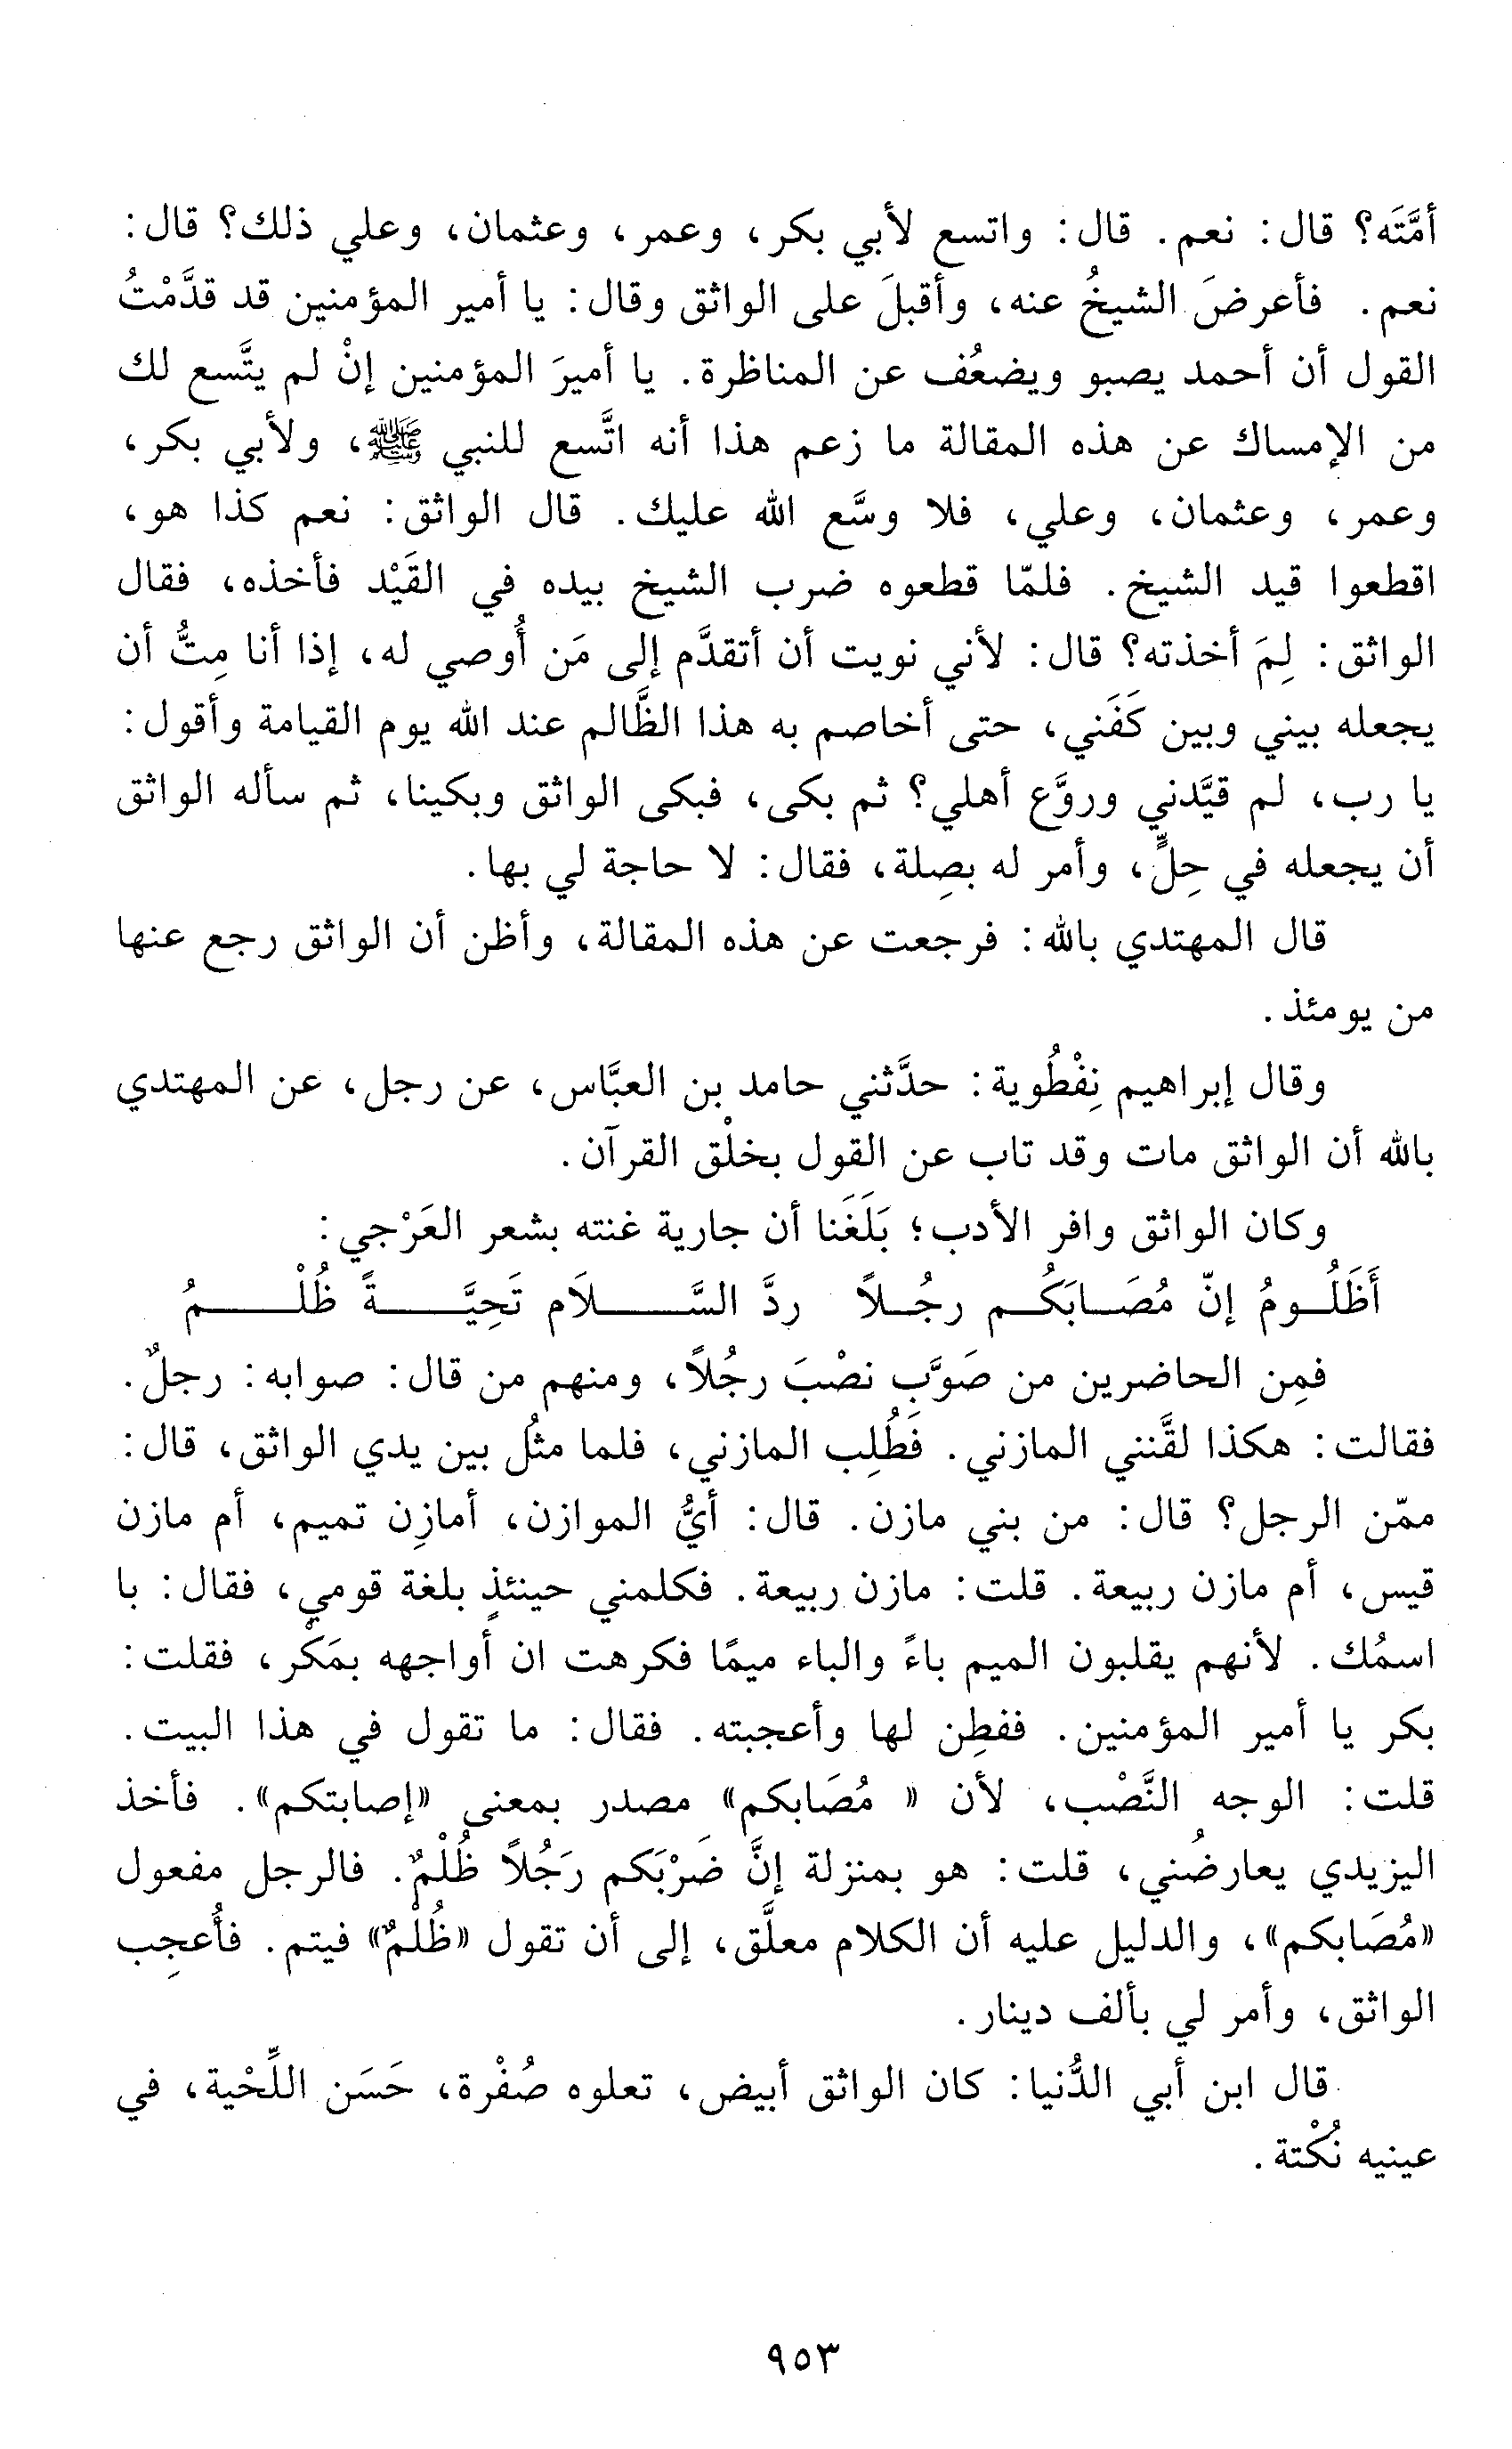 أمَّتَه؟ قال: نعم. قال: واتسع لأبي بكر، وعمر، وعثمان، وعلي ذلك؟ قال:
نعم. فأعرضَ الشيخُ عنه، وأقبلَ على الواثق وقال: يا أمير المؤمنين قد قدَّمْتُ
القول أن أحمد يصبو ويضعُف عن المناظرة. يا أميرَ المؤمنين إنْ لم يتَّسع لك
من الإمساك عن هذه المقالة ما زعم هذا أنه اتَّسع للنبي ﷺ، ولأبي بكر،
وعمر، وعثمان، وعلي، فلا وسَّع الله عليك. قال الواثق: نعم كذا هو،
اقطعوا قيد الشيخ. فلمّا قطعوه ضرب الشيخ بيده في القَيْد فأخذه، فقال
الواثق: لِمَ أخذته؟ قال: لأني نويت أن أتقدَّم إلى مَن أُوصي له، إذا أنا مِتُّ أن
يجعله بيني وبين كَفَني، حتى أخاصم به هذا الظَّالم عند الله يوم القيامة وأقول:
يا رب، لم قيَّدني وروَّع أهلي؟ ثم بكى، فبكى الواثق وبكينا، ثم سأله الواثق
أن يجعله في حِلٍّ، وأمر له بصِلة، فقال: لا حاجة لي بها.
قال المهتدي بالله: فرجعت عن هذه المقالة، وأظن أن الواثق رجع عنها
من يومئذ.
وقال إبراهيم نِفْطُوية: حدَّثني حامد بن العبَّاس، عن رجل، عن المهتدي
بالله أن الواثق مات وقد تاب عن القول بخلْق القرآن.
وكان الواثق وافر الأدب؛ بَلَغَنا أن جارية غنته بشعر العَرْجي:
أَظَلُـومُ إنّ مُصَـابَكُـم رجُـلاً ردَّ السَّـــلاَم تَحِيَّـــةً ظُلْـــمُ
فمِن الحاضرين من صَوَّب نصْبَ رجُلاً، ومنهم من قال: صوابه: رجلٌ.
فقالت: هكذا لقَّنني المازني. فَطُلِب المازني، فلما مثُل بين يدي الواثق، قال:
ممّن الرجل؟ قال: من بني مازن. قال: أيُّ الموازن، أمازِن تميم، أم مازن
قيس، أم مازن ربيعة. قلت: مازن ربيعة. فكلمني حينئذٍ بلغة قومي، فقال: با
اسمُك. لأنهم يقلبون الميم باءً والباء ميمًا فكرهت ان أواجهه بمَكْر، فقلت:
بكر يا أمير المؤمنين. ففطِن لها وأعجبته. فقال: ما تقول في هذا البيت.
قلت: الوجه النَّصْب، لأن « مُصَابكم» مصدر بمعنى «إصابتكم». فأخذ
اليزيدي يعارضُني، قلت: هو بمنزلة إنَّ ضَرْبَكم رَجُلاً ظُلْمٌ. فالرجل مفعول
«مُصَابكم»، والدليل عليه أن الكلام معلَّق، إلى أن تقول «ظُلْمٌ» فيتم. فأُعجِب
الواثق، وأمر لي بألف دينار.
قال ابن أبي الدُّنيا: كان الواثق أبيض، تعلوه صُفْرة، حَسَن اللِّحْية، في
عينيه نُكْتة.
٩٥٣